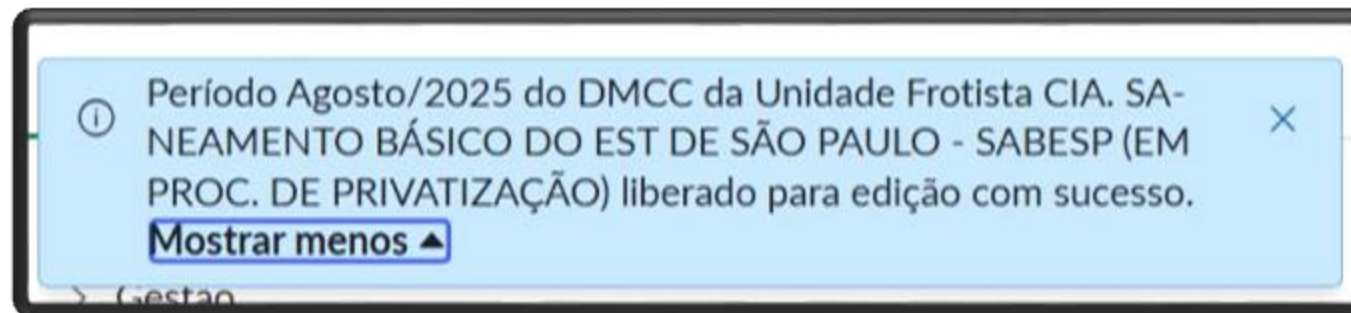 Período Agosto/2025 do DMCC da Unidade Frotista CIA. SA-
NEAMENTO BÁSICO DO EST DE SÃO PAULO - SABESP (EM
PROC. DE PRIVATIZAÇÃO) liberado para edição com sucesso.
Mostrar menos ▲
Gestão